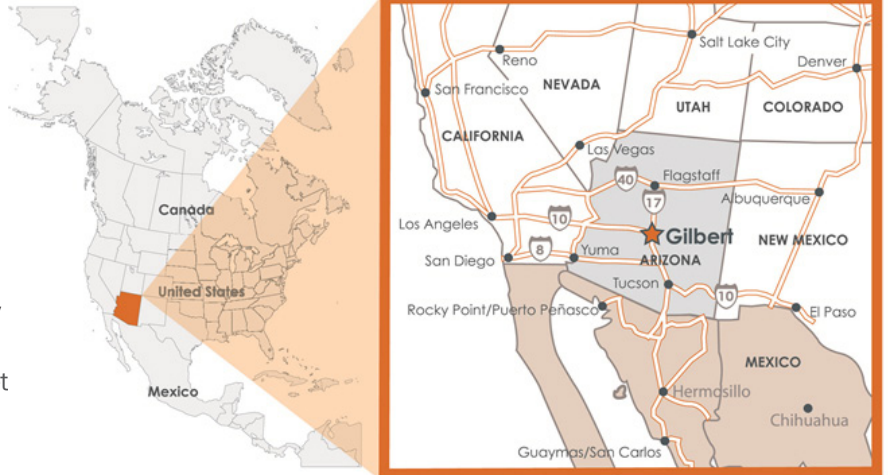 Canada
United States
Mexico
Salt Lake City
Reno
Denver
NEVADA
San Francisco
UTAH
COLORADO
CALIFORNIA
Las Vegas
40
Flagstaff
17
Albuquerque
Los Angeles
10
Gilbert
NEW MEXICO
8
San Diego
Yuma
ARIZONA
Tucson
10
Rocky Point/Puerto Peñasco
El Paso
MEXICO
Hermosillo
Chihuahua
Guaymas/San Carlos